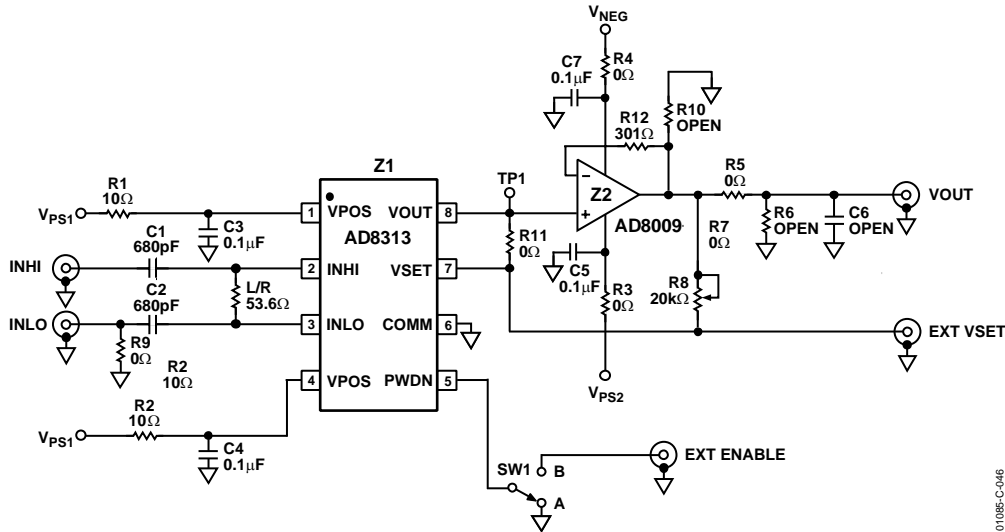 VNEG
C7
0.1µF
R4
0Ω
R12
301Ω
R10
OPEN
Z1
TP1
Z2
AD8009
R5
0Ω
VOUT
R1
10Ω
VPS1
C3
0.1µF
1
VPOS
VOUT
8
AD8313
R11
0Ω
C5
0.1µF
R3
0Ω
R7
0Ω
R6
OPEN
C6
OPEN
C1
680pF
INHI
2
INHI
VSET
7
L/R
53.6Ω
R8
20kΩ
C2
680pF
INLO
3
INLO
COMM
6
EXT VSET
R9
0Ω
R2
10Ω
4
VPOS
PWDN
5
VPS2
R2
10Ω
VPS1
C4
0.1µF
SW1
B
A
EXT ENABLE
01085-C-046